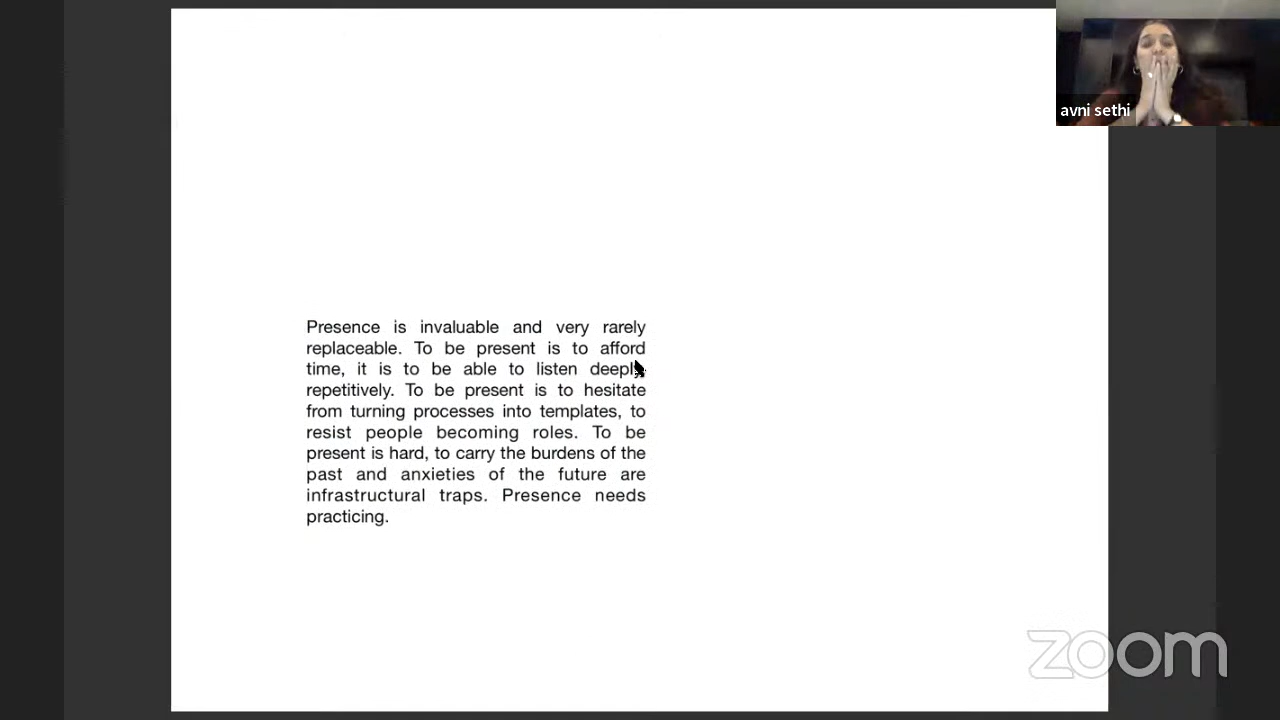 avni sethi
Presence is invaluable and very rarely
replaceable. To be present is to afford
time, it is to be able to listen deeply
repetitively. To be present is to hesitate
from turning processes into templates, to
resist people becoming roles. To be
present is hard, to carry the burdens of the
past and anxieties of the future are
infrastructural traps. Presence needs
practicing.
zoom